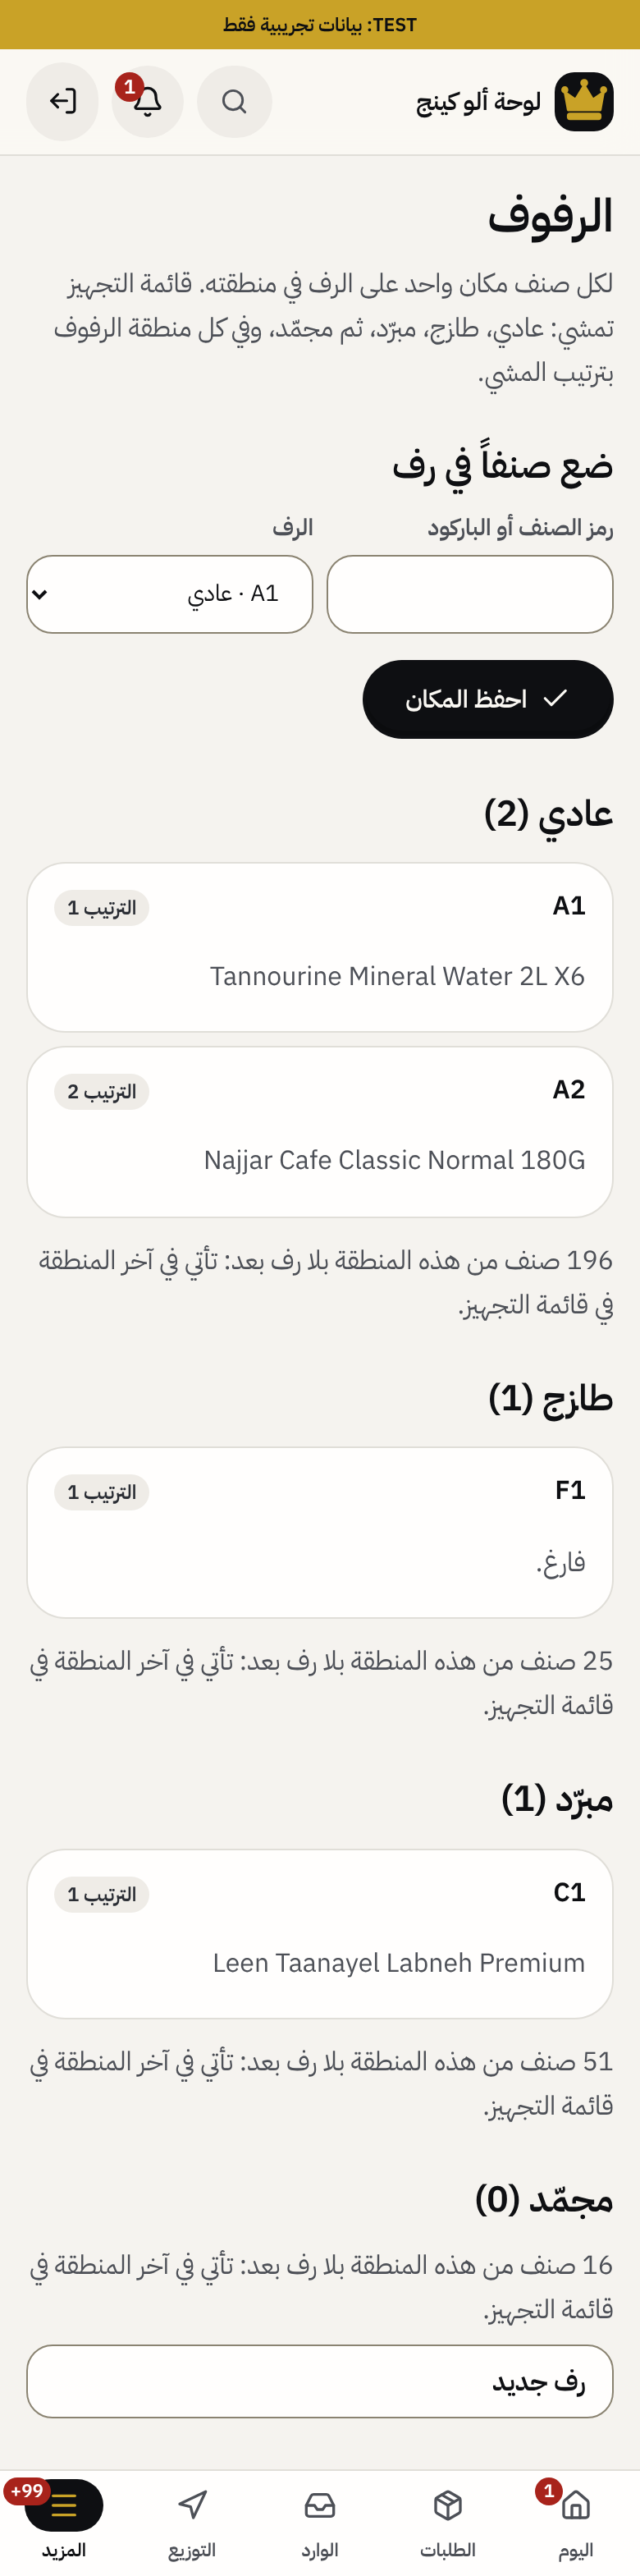 TEST: بيانات تجريبية فقط
لوحة ألو كينج
1
الرفوف
لكل صنف مكان واحد على الرف في منطقته. قائمة التجهيز
تمشي: عادي، طازج، مبرّد، ثم مجمّد، وفي كل منطقة الرفوف
بترتيب المشي.
ضع صنفاً في رف
رمز الصنف أو الباركود
الرف
A1 · عادي
احفظ المكان
عادي (2)
A1
الترتيب 1
Tannourine Mineral Water 2L X6
A2
الترتيب 2
Najjar Cafe Classic Normal 180G
196 صنف من هذه المنطقة بلا رف بعد: تأتي في آخر المنطقة
في قائمة التجهيز.
طازج (1)
F1
الترتيب 1
فارغ.
25 صنف من هذه المنطقة بلا رف بعد: تأتي في آخر المنطقة في
قائمة التجهيز.
مبرّد (1)
C1
الترتيب 1
Leen Taanayel Labneh Premium
51 صنف من هذه المنطقة بلا رف بعد: تأتي في آخر المنطقة في
قائمة التجهيز.
مجمّد (0)
16 صنف من هذه المنطقة بلا رف بعد: تأتي في آخر المنطقة في
قائمة التجهيز.
رف جديد
1
اليوم
الطلبات
الوارد
التوزيع
99+
المزيد